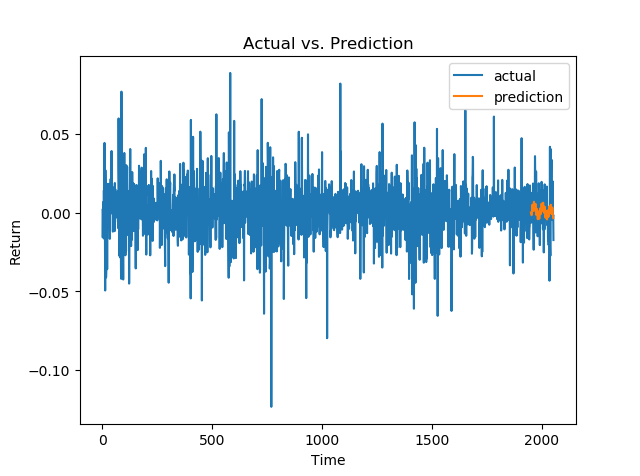 Actual vs. Prediction
actual
prediction
0.05
0.00
−0.05
−0.10
Return
0 500 1000 1500 2000
Time